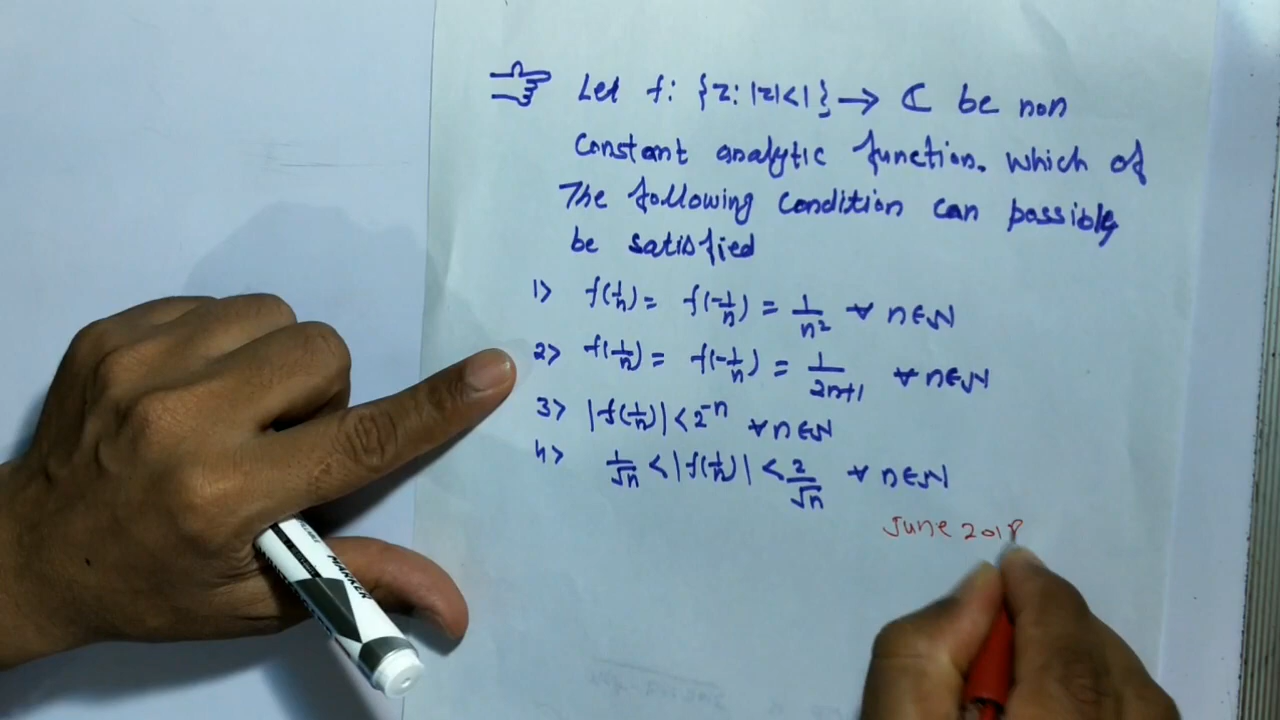 Let f: {z: |z|<1} → ℂ be non
constant analytic function. which of
The following condition can possibly
be satisfied
1> f(1/n) = f(-1/n) = 1/n² ∀ n∈N
2> f(1/n) = f(-1/n) = 1/2n+1 ∀ n∈N
3> |f(1/n)| < 2⁻ⁿ ∀ n∈N
4> 1/√n < |f(1/n)| < 2/√n ∀ n∈N
June 2018
MARKER